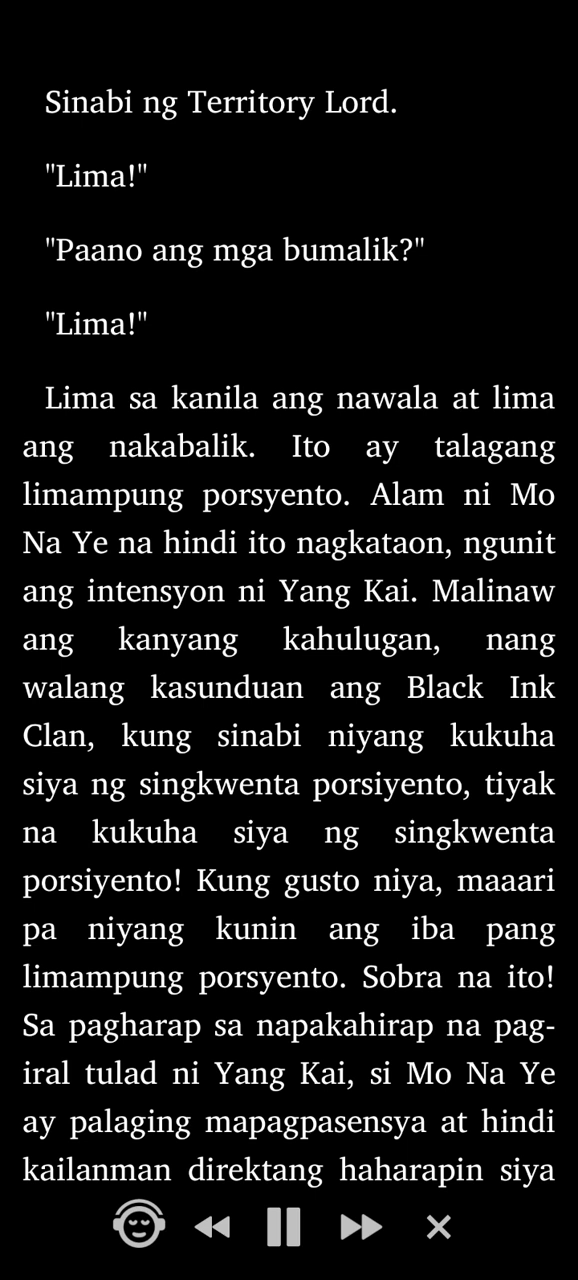 Sinabi ng Territory Lord.
"Lima!"
"Paano ang mga bumalik?"
"Lima!"
Lima sa kanila ang nawala at lima
ang nakabalik. Ito ay talagang
limampung porsyento. Alam ni Mo
Na Ye na hindi ito nagkataon, ngunit
ang intensyon ni Yang Kai. Malinaw
ang kanyang kahulugan, nang
walang kasunduan ang Black Ink
Clan, kung sinabi niyang kukuha
siya ng singkwenta porsiyento, tiyak
na kukuha siya ng singkwenta
porsiyento! Kung gusto niya, maaari
pa niyang kunin ang iba pang
limampung porsyento. Sobra na ito!
Sa pagharap sa napakahirap na pag-
iral tulad ni Yang Kai, si Mo Na Ye
ay palaging mapagpasensya at hindi
kailanman direktang haharapin siya